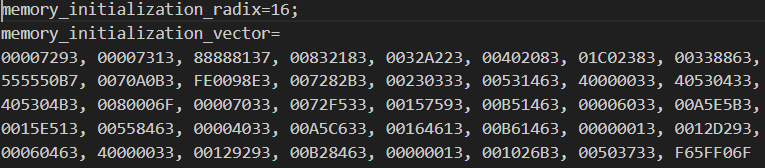 memory_initialization_radix=16;
memory_initialization_vector=
00007293, 00007313, 88888137, 00832183, 0032A223, 00402083, 01C02383, 00338863,
555550B7, 0070A0B3, FE0098E3, 007282B3, 00230333, 00531463, 40000033, 40530433,
405304B3, 0080006F, 00007033, 0072F533, 00157593, 00B51463, 00006033, 00A5E5B3,
0015E513, 00558463, 00004033, 00A5C633, 00164613, 00B61463, 00000013, 0012D293,
00060463, 40000033, 00129293, 00B28463, 00000013, 001026B3, 00503733, F65FF06F